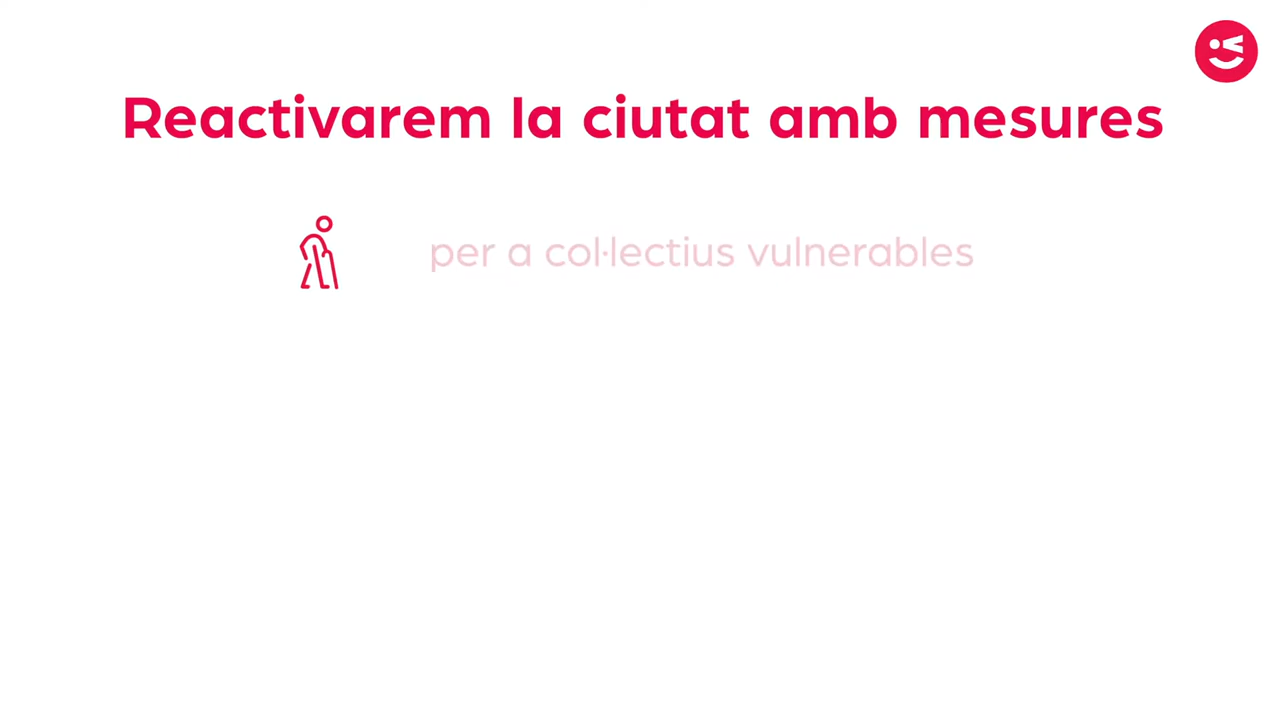 Reactivarem la ciutat amb mesures
per a col·lectius vulnerables